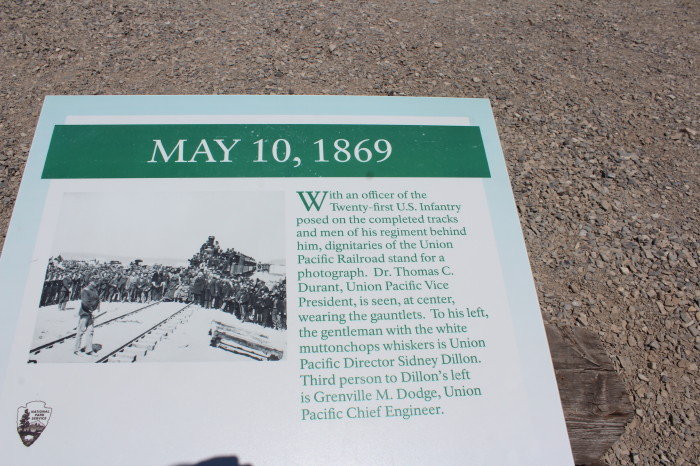 MAY 10, 1869
With an officer of the
Twenty-first U.S. Infantry
posed on the completed tracks
and men of his regiment behind
him, dignitaries of the Union
Pacific Railroad stand for a
photograph. Dr. Thomas C.
Durant, Union Pacific Vice
President, is seen, at center,
wearing the gauntlets. To his left,
the gentleman with the white
muttonchops whiskers is Union
Pacific Director Sidney Dillon.
Third person to Dillon's left
is Grenville M. Dodge, Union
Pacific Chief Engineer.
NATIONAL
PARK
SERVICE